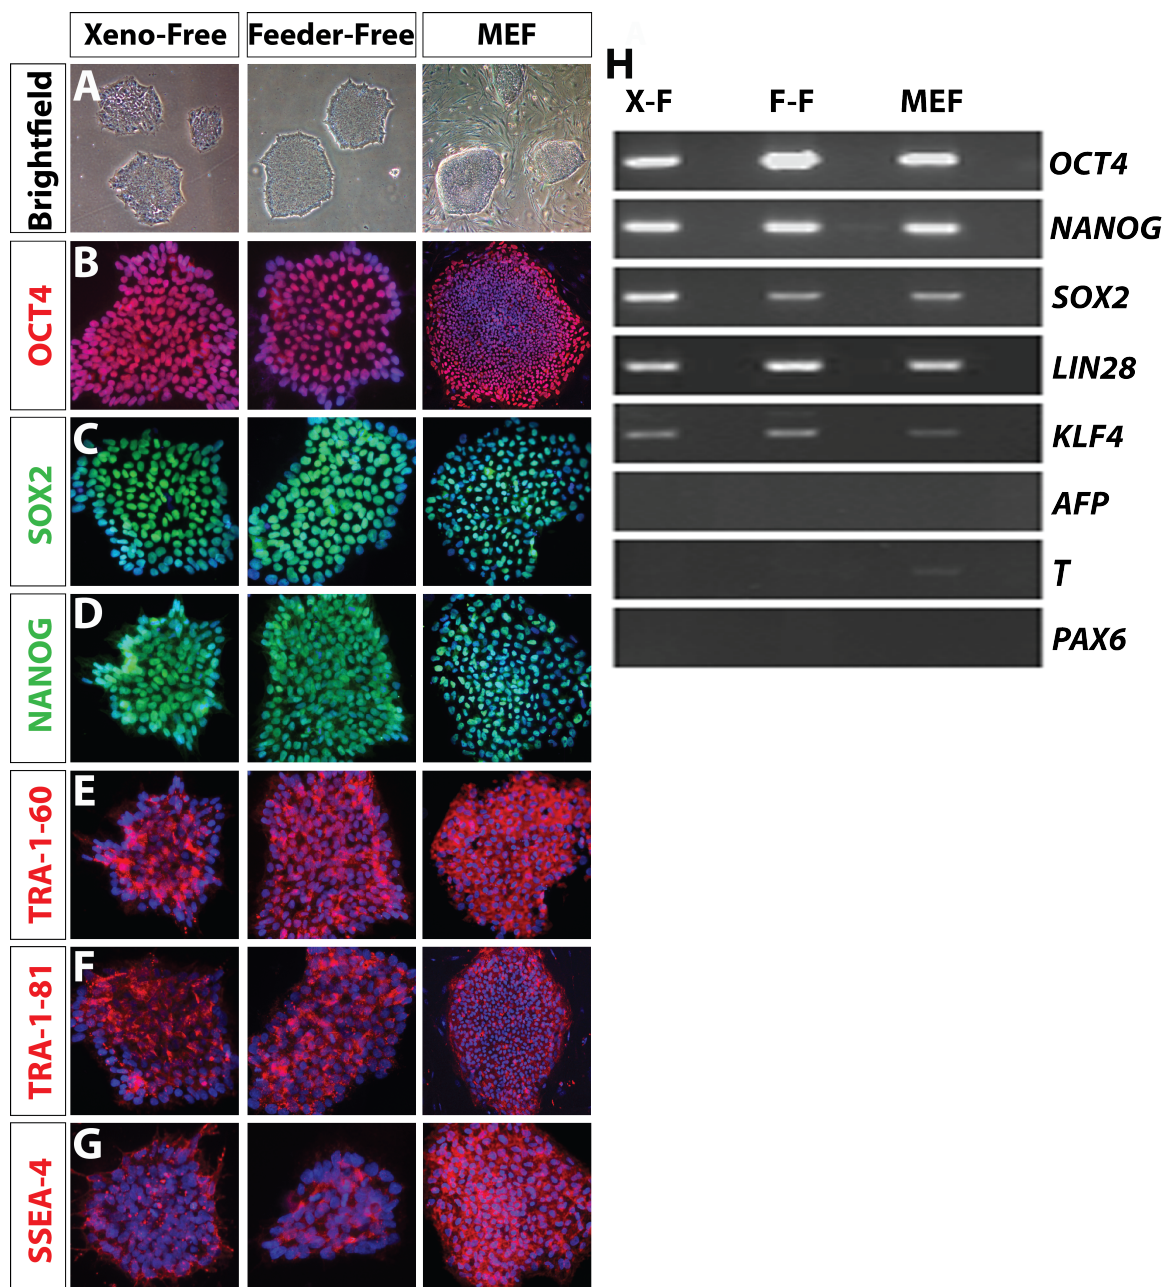 Xeno-Free
Feeder-Free
MEF
Brightfield
A
OCT4
B
SOX2
C
NANOG
D
TRA-1-60
E
TRA-1-81
F
SSEA-4
G
H
X-F
F-F
MEF
OCT4
NANOG
SOX2
LIN28
KLF4
AFP
T
PAX6